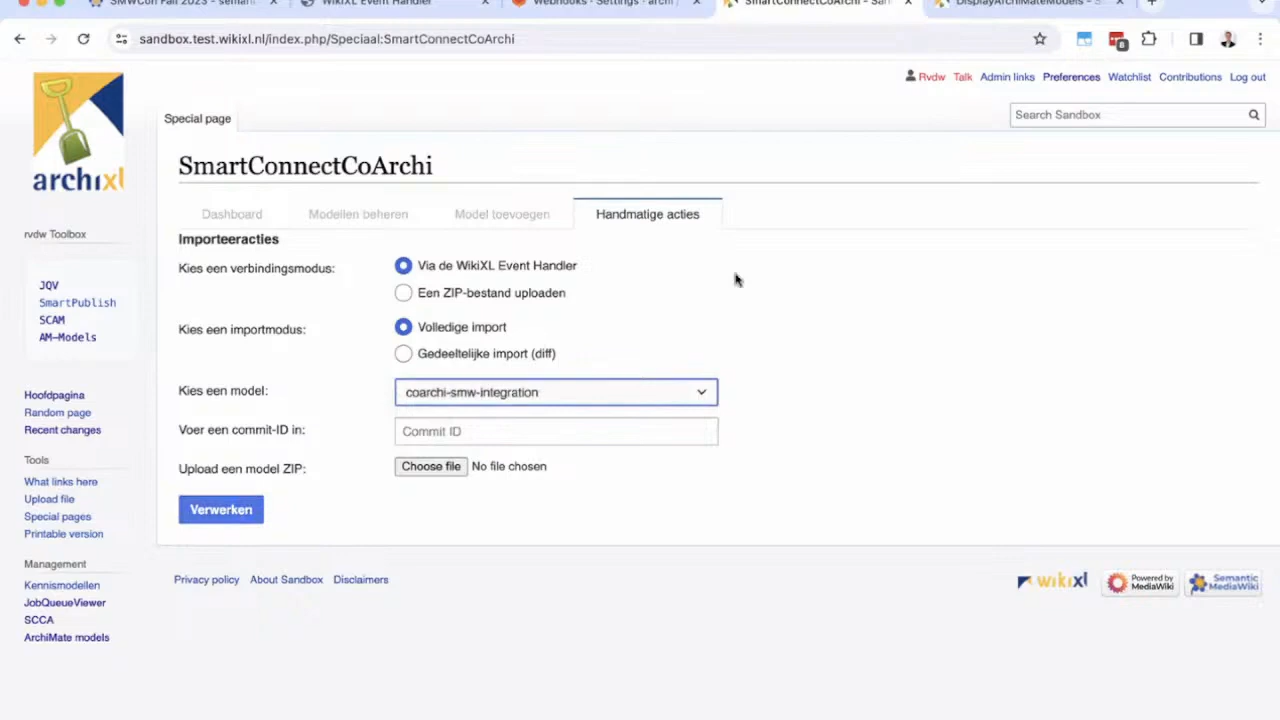 SMWCon Fall 2023 - semant
WikiXL Event Handler
Webhooks · Settings · archi
SmartConnectCoArchi - San
DisplayArchiMateModels - S
sandbox.test.wikixl.nl/index.php/Speciaal:SmartConnectCoArchi
8
Rvdw Talk Admin links Preferences Watchlist Contributions Log out
Special page
Search Sandbox
archixl
SmartConnectCoArchi
Dashboard Modellen beheren Model toevoegen Handmatige acties
rvdw Toolbox
JQV
SmartPublish
SCAM
AM-Models
Hoofdpagina
Random page
Recent changes
Tools
What links here
Upload file
Special pages
Printable version
Management
Kennismodellen
JobQueueViewer
SCCA
ArchiMate models
Importeeracties
Kies een verbindingsmodus:
Via de WikiXL Event Handler
Een ZIP-bestand uploaden
Kies een importmodus:
Volledige import
Gedeeltelijke import (diff)
Kies een model:
coarchi-smw-integration
Voer een commit-ID in:
Commit ID
Upload een model ZIP:
Choose file No file chosen
Verwerken
Privacy policy About Sandbox Disclaimers
wikixl
Powered by
MediaWiki
Semantic
MediaWiki